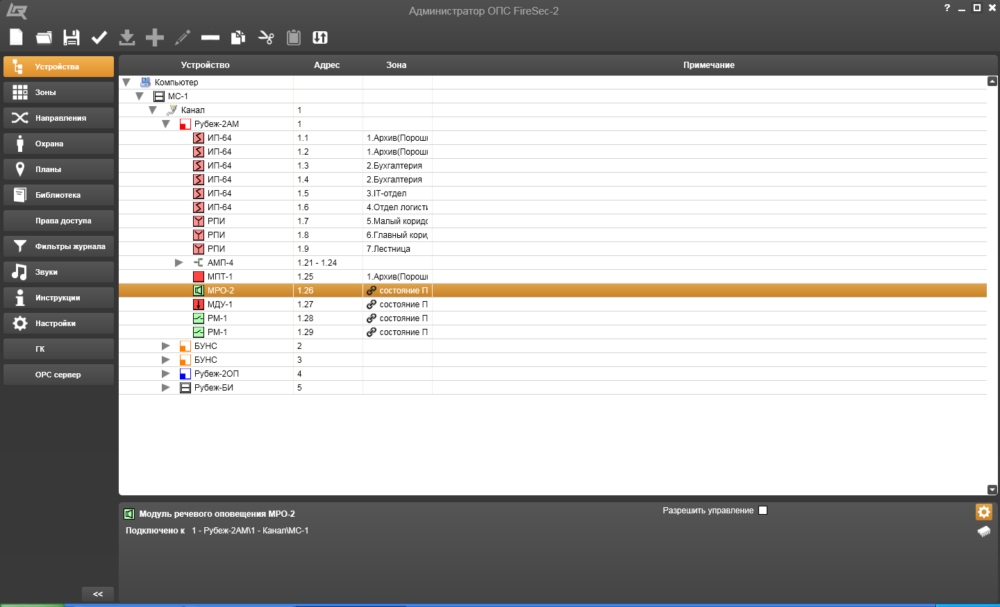 Администратор ОПС FireSec-2
?
Устройства
Зоны
Направления
Охрана
Планы
Библиотека
Права доступа
Фильтры журнала
Звуки
Инструкции
Настройки
ГК
OPC сервер
<<
Устройство Адрес Зона Примечание
Компьютер
МС-1
Канал 1
Рубеж-2АМ 1
ИП-64 1.1 1.Архив(Порош
ИП-64 1.2 1.Архив(Порош
ИП-64 1.3 2.Бухгалтерия
ИП-64 1.4 2.Бухгалтерия
ИП-64 1.5 3.IT-отдел
ИП-64 1.6 4.Отдел логисти
РПИ 1.7 5.Малый коридо
РПИ 1.8 6.Главный кори
РПИ 1.9 7.Лестница
АМП-4 1.21 - 1.24
МПТ-1 1.25 1.Архив(Порош
МРО-2 1.26 состояние П
МДУ-1 1.27 состояние П
РМ-1 1.28 состояние П
РМ-1 1.29 состояние П
БУНС 2
БУНС 3
Рубеж-2ОП 4
Рубеж-БИ 5
Модуль речевого оповещения МРО-2
Разрешить управление
Подключено к 1 - Рубеж-2АМ\1 - Канал\МС-1